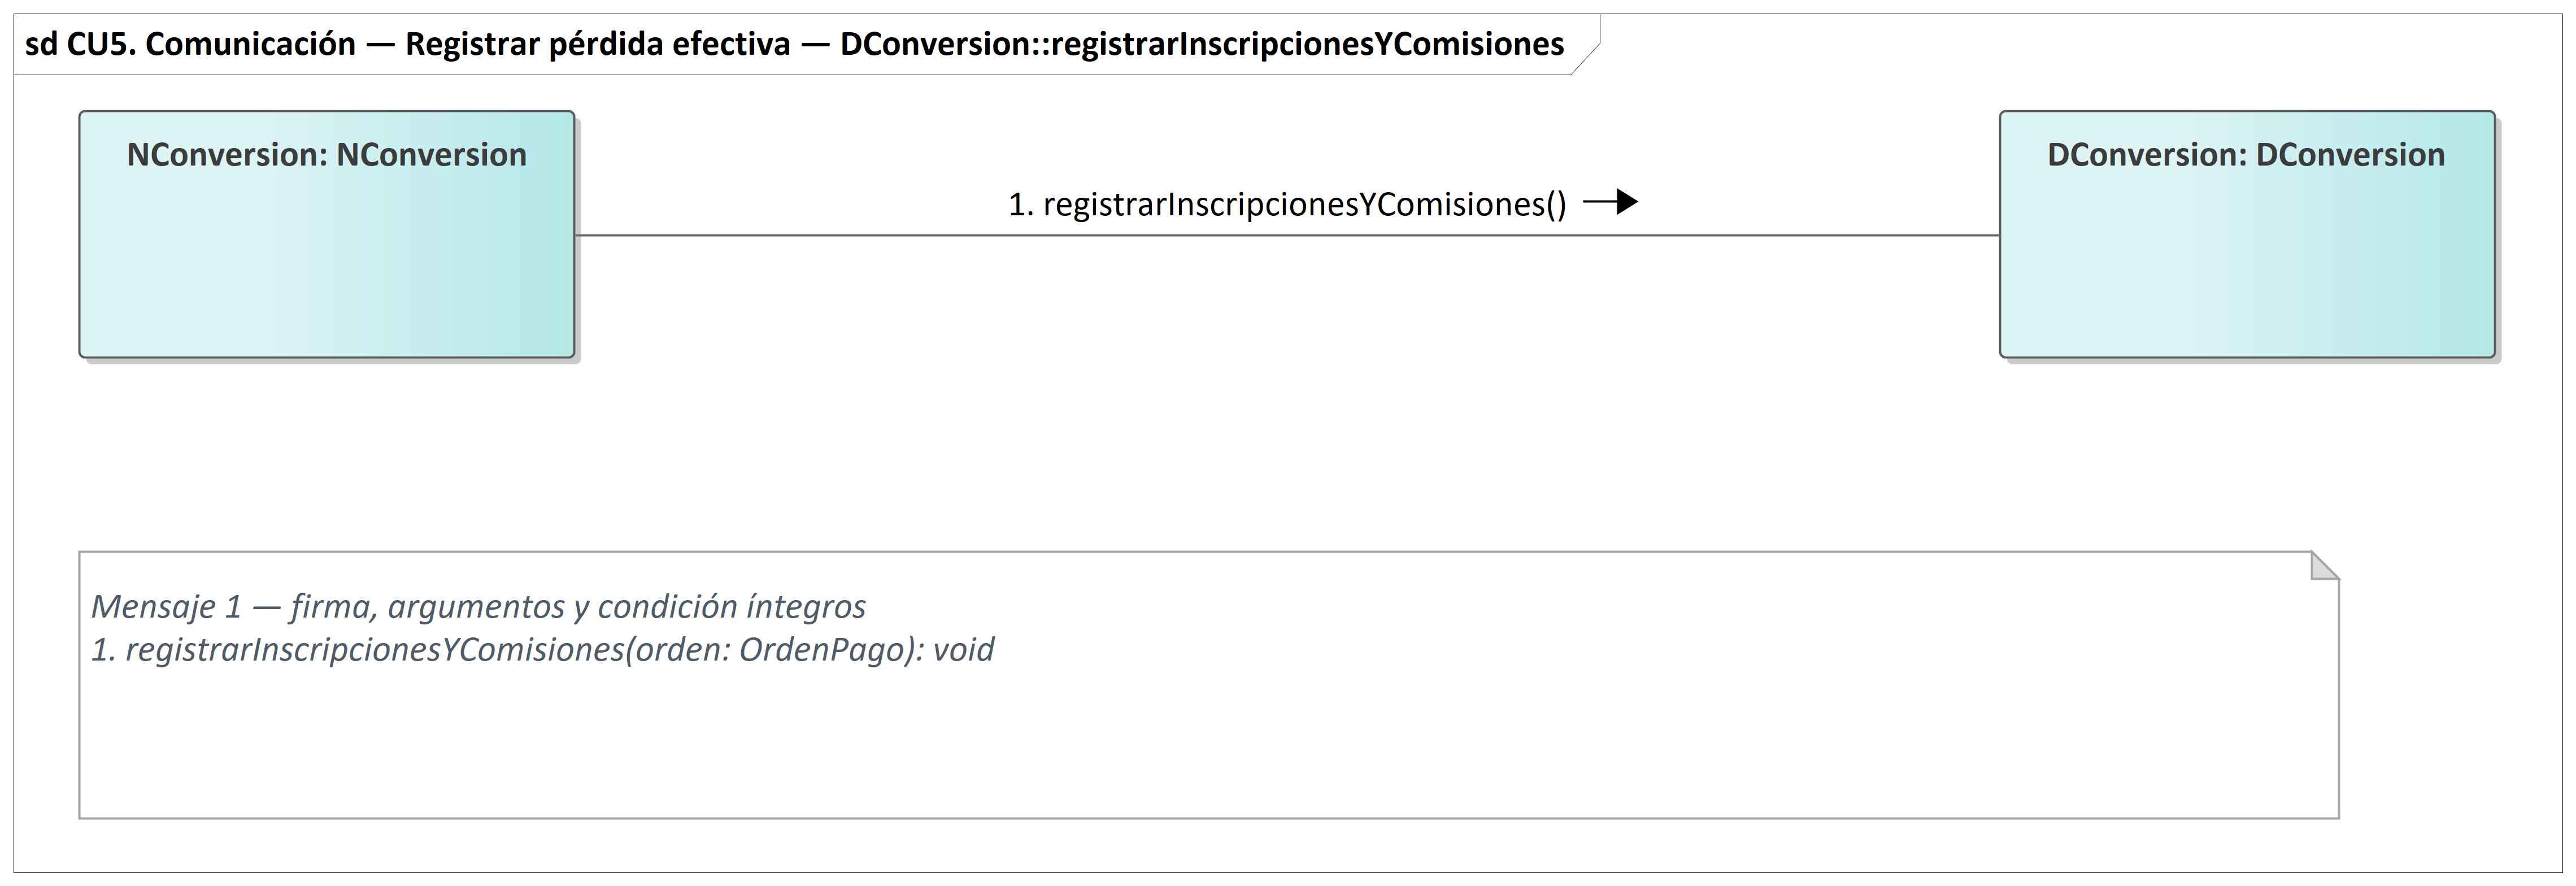 sd CU5. Comunicación — Registrar pérdida efectiva — DConversion::registrarInscripcionesYComisiones
NConversion: NConversion
DConversion: DConversion
1. registrarInscripcionesYComisiones()
Mensaje 1 — firma, argumentos y condición íntegros
1. registrarInscripcionesYComisiones(orden: OrdenPago): void